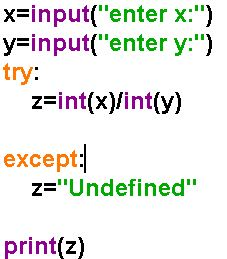 x=input("enter x:")
y=input("enter y:")
try:
    z=int(x)/int(y)
except:
    z="Undefined"
print(z)